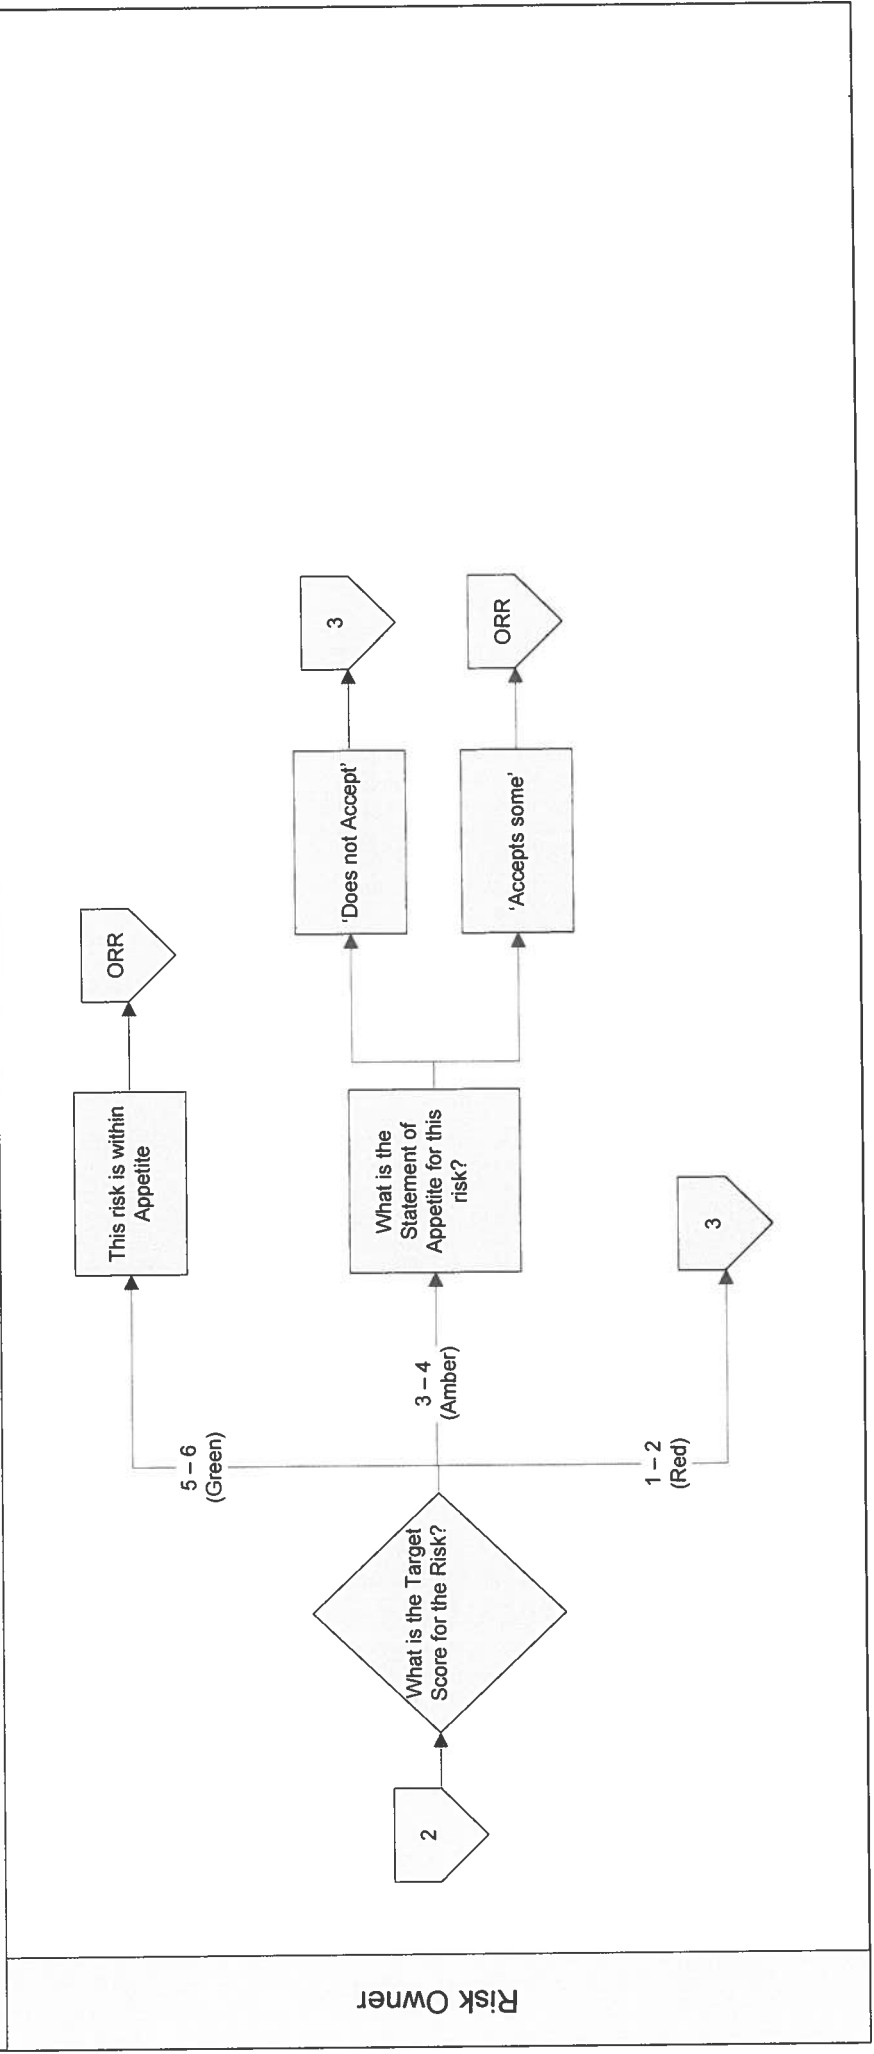 Risk Owner
2
What is the Target
Score for the Risk?
5 – 6
(Green)
This risk is within
Appetite
ORR
3 – 4
(Amber)
What is the
Statement of
Appetite for this
risk?
‘Does not Accept’
3
‘Accepts some’
ORR
1 – 2
(Red)
3